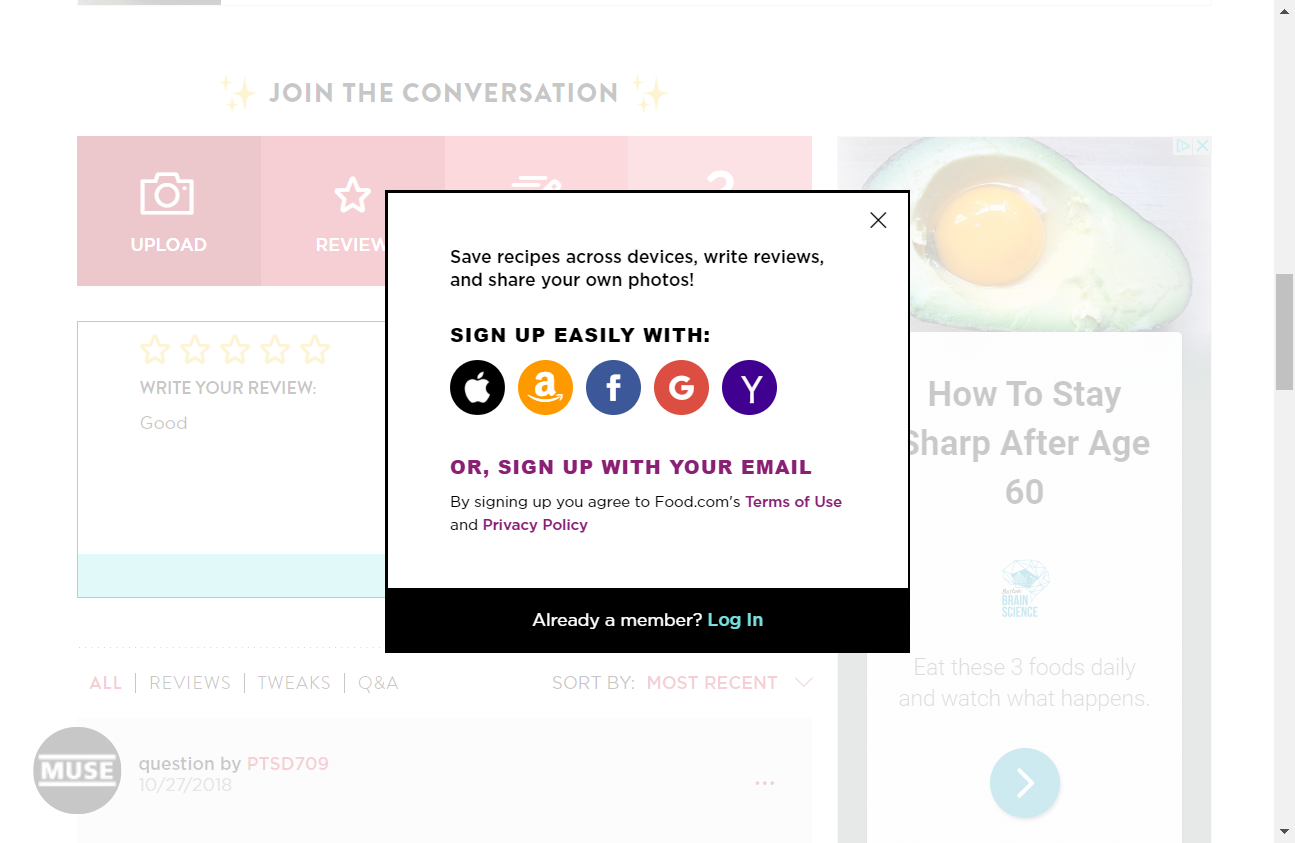 JOIN THE CONVERSATION
UPLOAD
REVIEW
?
WRITE YOUR REVIEW:
Good
Save recipes across devices, write reviews,
and share your own photos!
SIGN UP EASILY WITH:
a
f
G
Y
OR, SIGN UP WITH YOUR EMAIL
By signing up you agree to Food.com's Terms of Use
and Privacy Policy
Already a member? Log In
How To Stay
Sharp After Age
60
BRAIN
SCIENCE
Eat these 3 foods daily
and watch what happens.
ALL | REVIEWS | TWEAKS | Q&A
SORT BY: MOST RECENT
MUSE
question by PTSD709
10/27/2018
...